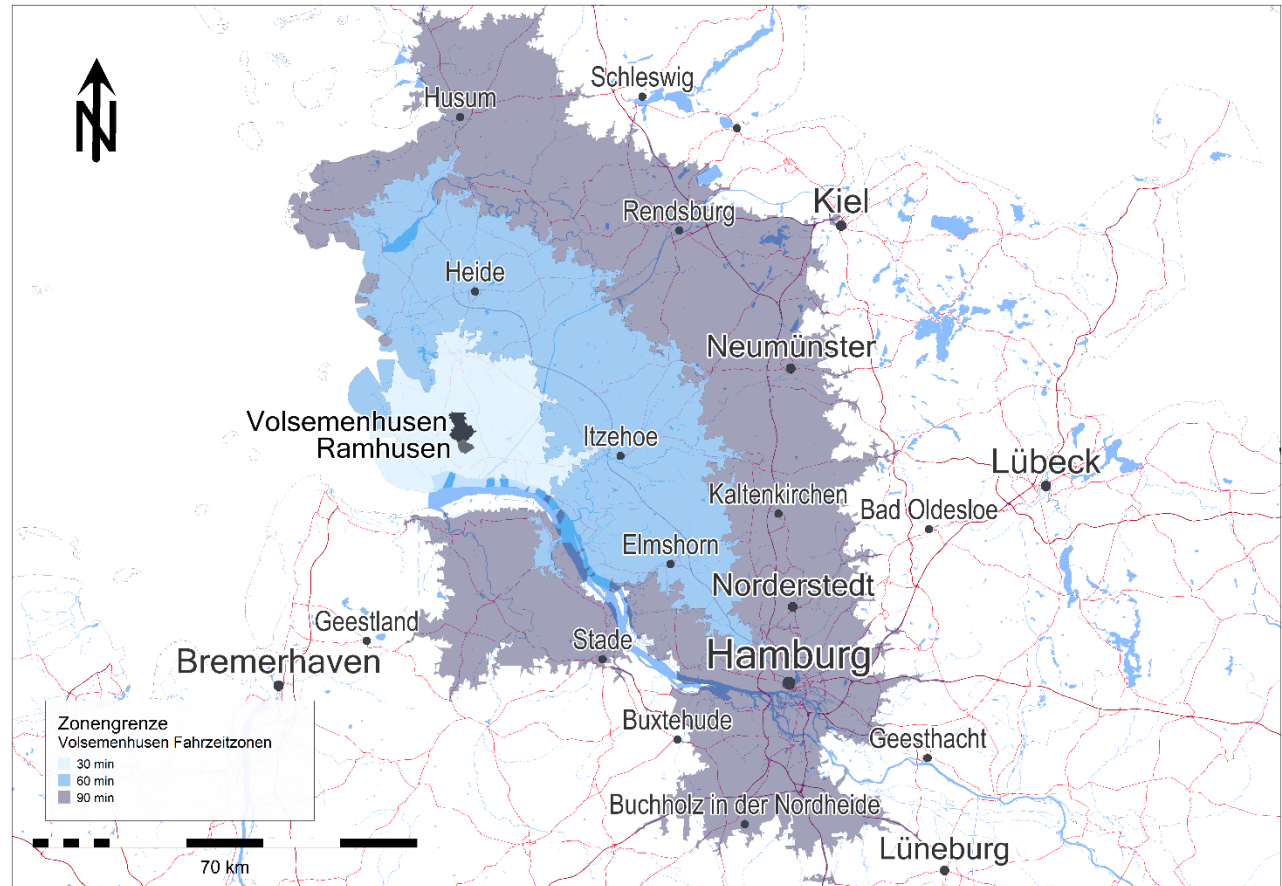 N
Schleswig
Husum
Rendsburg
Kiel
Heide
Neumünster
Volsemenhusen
Ramhusen
Itzehoe
Lübeck
Kaltenkirchen
Bad Oldesloe
Elmshorn
Norderstedt
Geestland
Stade
Hamburg
Bremerhaven
Buxtehude
Geesthacht
Buchholz in der Nordheide
Lüneburg
Zonengrenze
Volsemenhusen Fahrzeitzonen
30 min
60 min
90 min
70 km